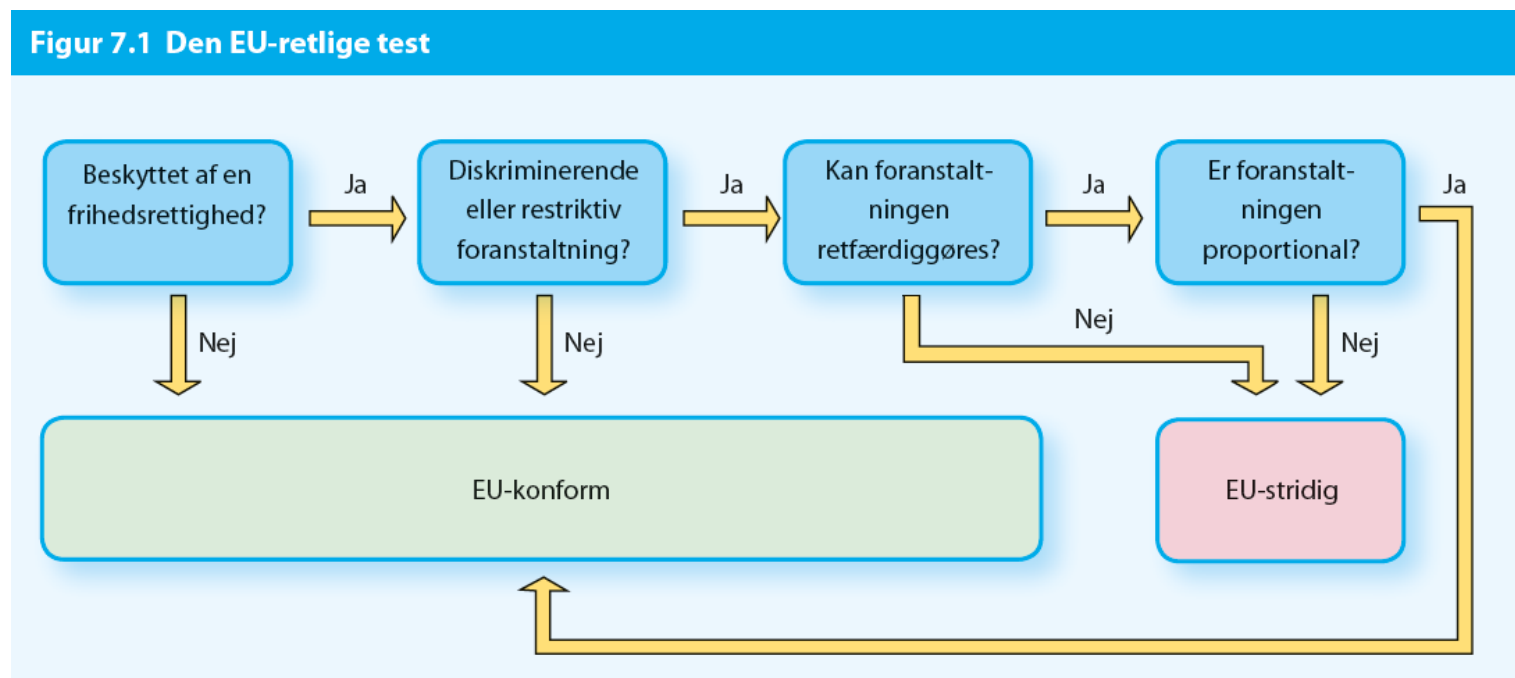 Figur 7.1 Den EU-retlige test
Beskyttet af en
frihedsrettighed?
Ja
Diskriminerende
eller restriktiv
foranstaltning?
Ja
Kan foranstalt-
ningen
retfærdiggøres?
Ja
Er foranstalt-
ningen
proportional?
Ja
Nej
Nej
Nej
Nej
EU-konform
EU-stridig